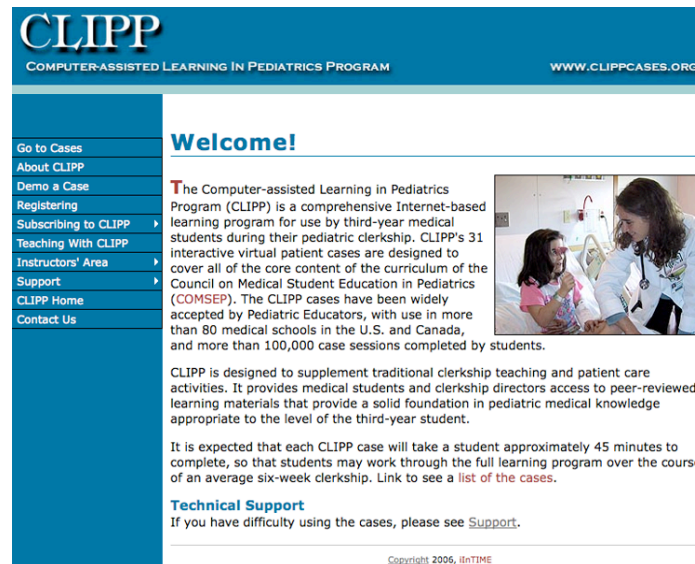 CLIPP
COMPUTER-ASSISTED LEARNING IN PEDIATRICS PROGRAM
WWW.CLIPPCASES.ORG
Go to Cases
About CLIPP
Demo a Case
Registering
Subscribing to CLIPP
Teaching With CLIPP
Instructors' Area
Support
CLIPP Home
Contact Us
Welcome!
The Computer-assisted Learning in Pediatrics
Program (CLIPP) is a comprehensive Internet-based
learning program for use by third-year medical
students during their pediatric clerkship. CLIPP's 31
interactive virtual patient cases are designed to
cover all of the core content of the curriculum of the
Council on Medical Student Education in Pediatrics
(COMSEP). The CLIPP cases have been widely
accepted by Pediatric Educators, with use in more
than 80 medical schools in the U.S. and Canada,
and more than 100,000 case sessions completed by students.
CLIPP is designed to supplement traditional clerkship teaching and patient care
activities. It provides medical students and clerkship directors access to peer-reviewed
learning materials that provide a solid foundation in pediatric medical knowledge
appropriate to the level of the third-year student.
It is expected that each CLIPP case will take a student approximately 45 minutes to
complete, so that students may work through the full learning program over the course
of an average six-week clerkship. Link to see a list of the cases.
Technical Support
If you have difficulty using the cases, please see Support.
Copyright 2006, iInTIME